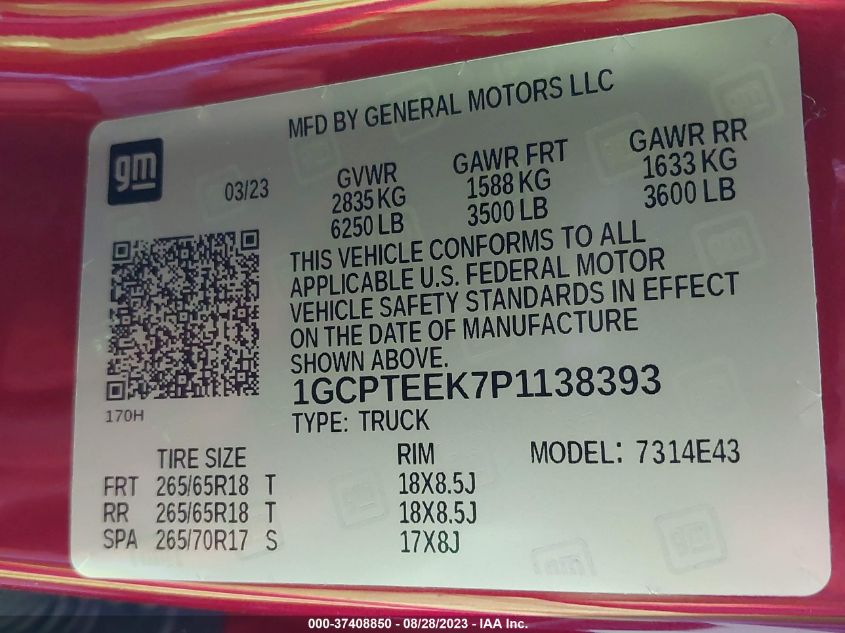 MFD BY GENERAL MOTORS LLC
gm
03/23
GVWR
2835 KG
6250 LB
GAWR FRT
1588 KG
3500 LB
GAWR RR
1633 KG
3600 LB
THIS VEHICLE CONFORMS TO ALL
APPLICABLE U.S. FEDERAL MOTOR
VEHICLE SAFETY STANDARDS IN EFFECT
ON THE DATE OF MANUFACTURE
SHOWN ABOVE.
1GCPTEEK7P1138393
170H
TYPE: TRUCK
TIRE SIZE RIM MODEL: 7314E43
FRT 265/65R18 T 18X8.5J
RR 265/65R18 T 18X8.5J
SPA 265/70R17 S 17X8J
000-37408850 - 08/28/2023 - IAA Inc.